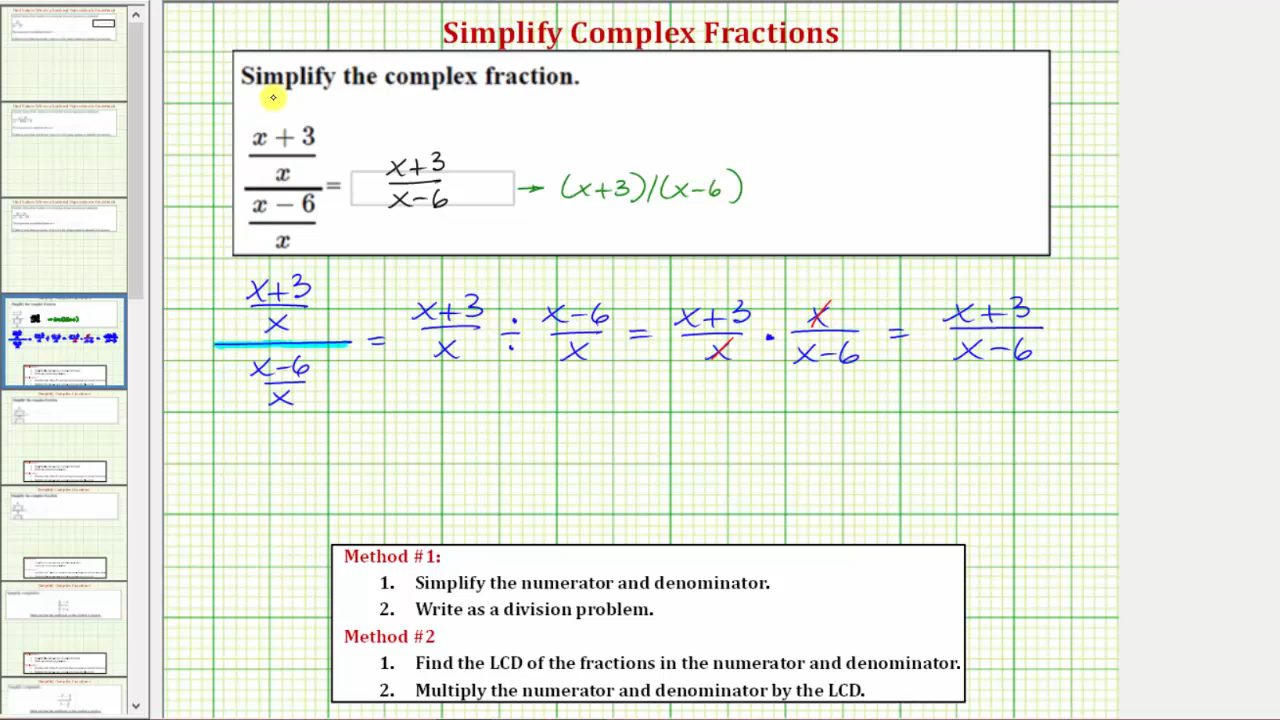 Simplify Complex Fractions
Simplify the complex fraction.
x + 3
x
x − 6
x
=
x+3
x−6
→ (x+3)/(x−6)
x+3
x
x−6
x
= x+3/x ÷ x−6/x = x+3/x · x/x−6 = x+3/x−6
Method #1:
1. Simplify the numerator and denominator.
2. Write as a division problem.
Method #2
1. Find the LCD of the fractions in the numerator and denominator.
2. Multiply the numerator and denominator by the LCD.